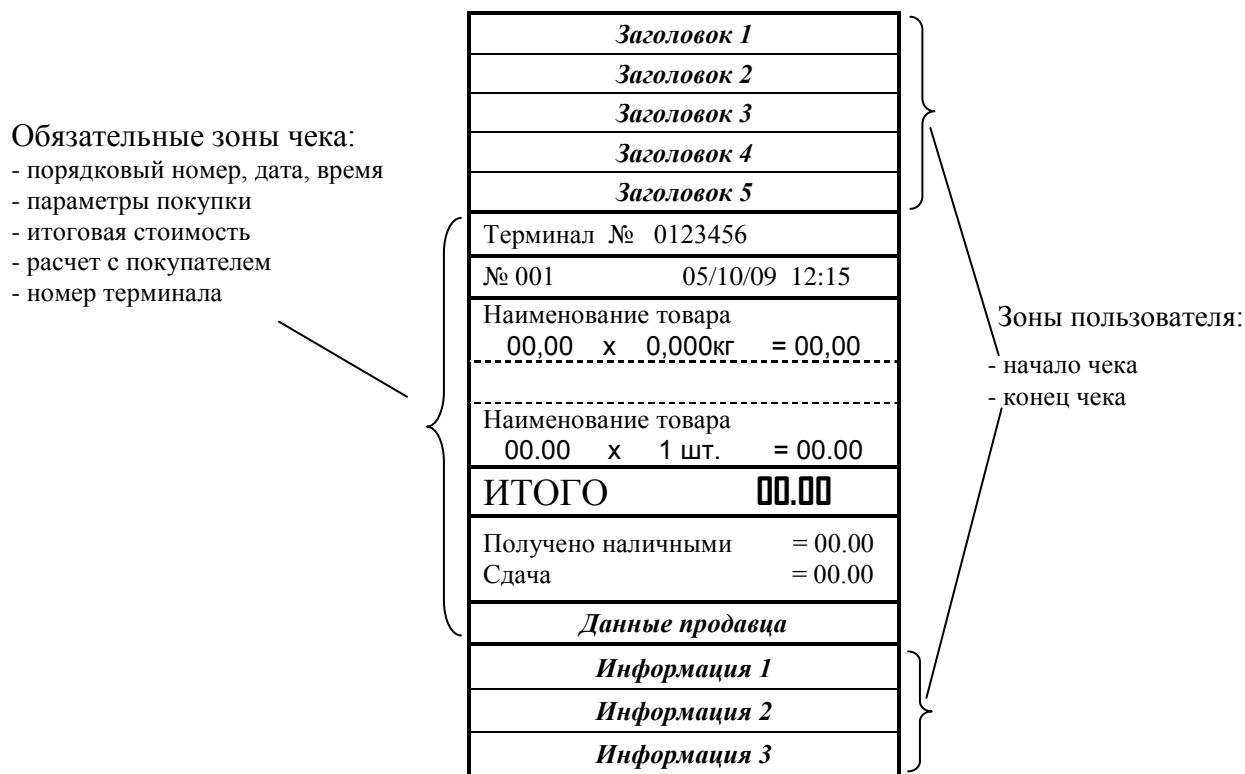 Заголовок 1
Заголовок 2
Заголовок 3
Заголовок 4
Заголовок 5
Обязательные зоны чека:
- порядковый номер, дата, время
- параметры покупки
- итоговая стоимость
- расчет с покупателем
- номер терминала
Терминал № 0123456
№ 001 05/10/09 12:15
Наименование товара
00,00 x 0,000кг = 00,00
Наименование товара
00.00 x 1 шт. = 00.00
ИТОГО 00.00
Получено наличными = 00.00
Сдача = 00.00
Данные продавца
Информация 1
Информация 2
Информация 3
Зоны пользователя:
- начало чека
- конец чека